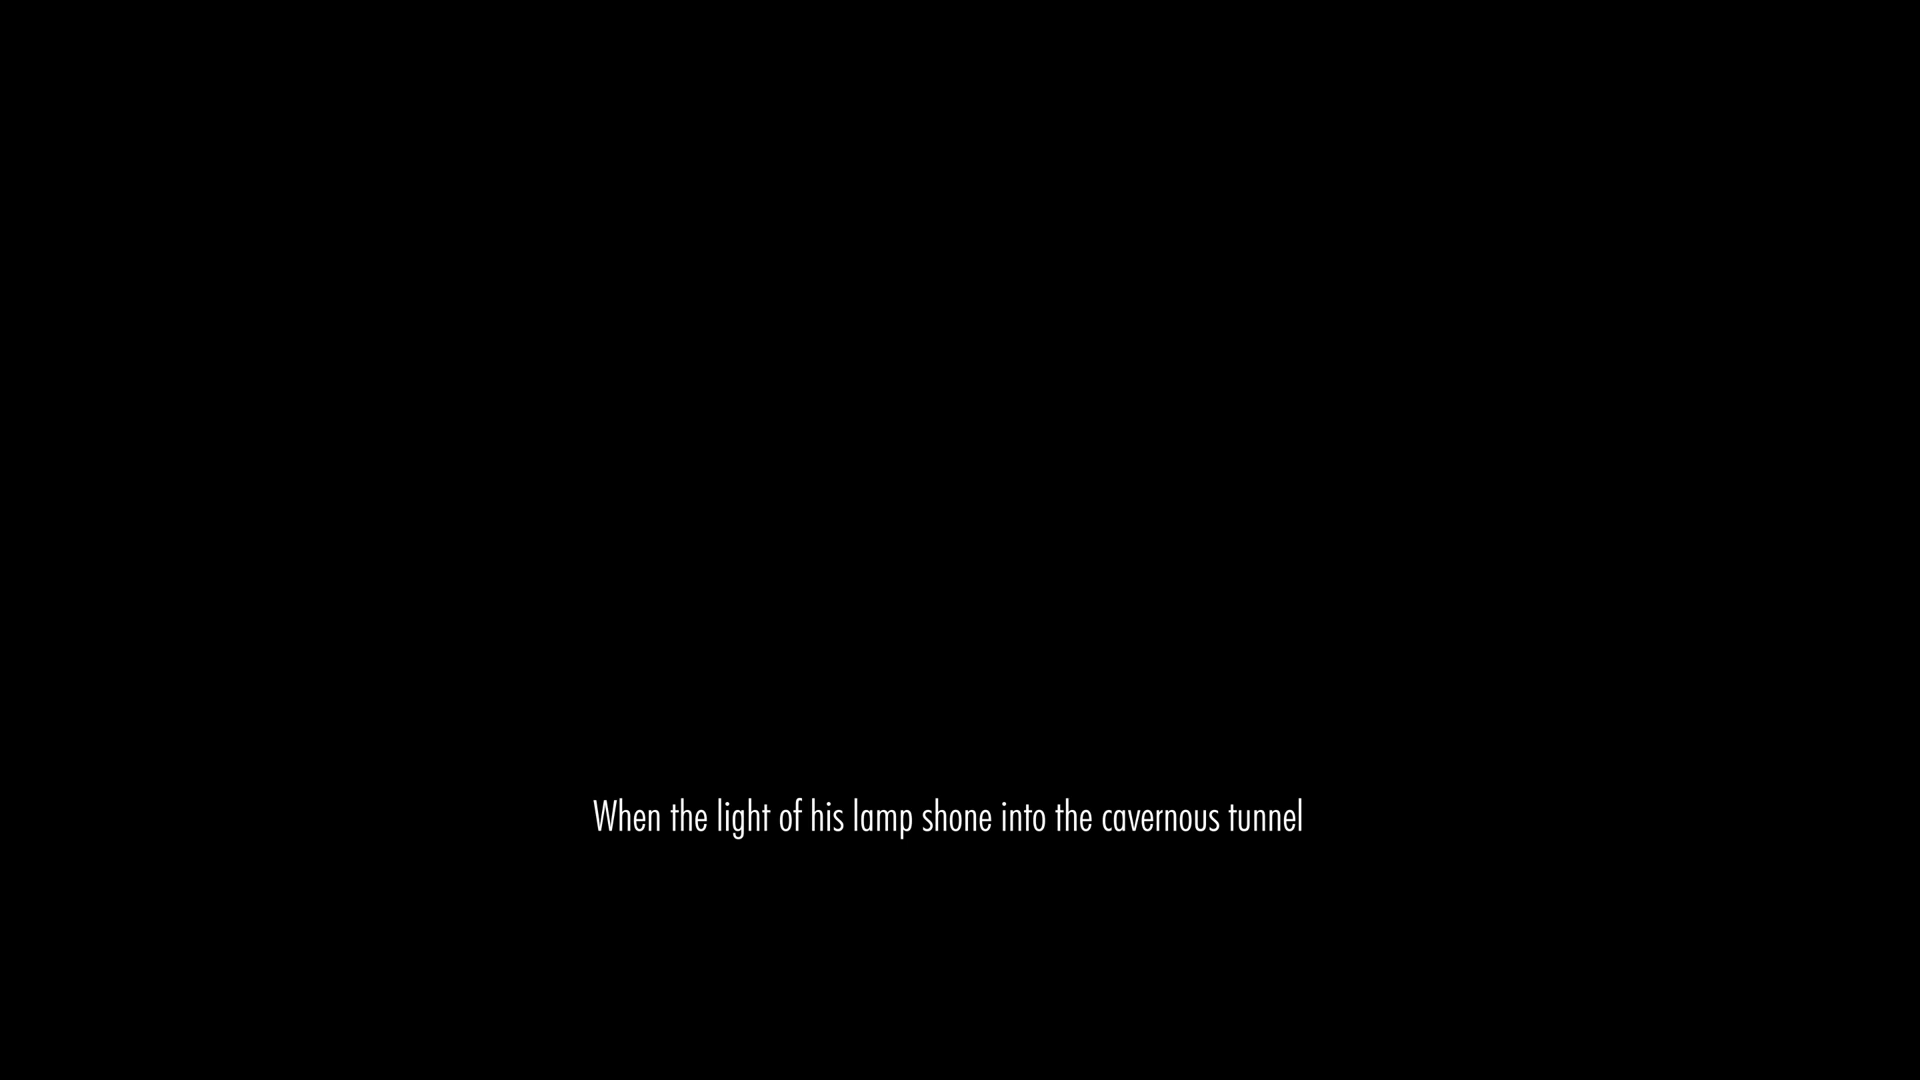 When the light of his lamp shone into the cavernous tunnel